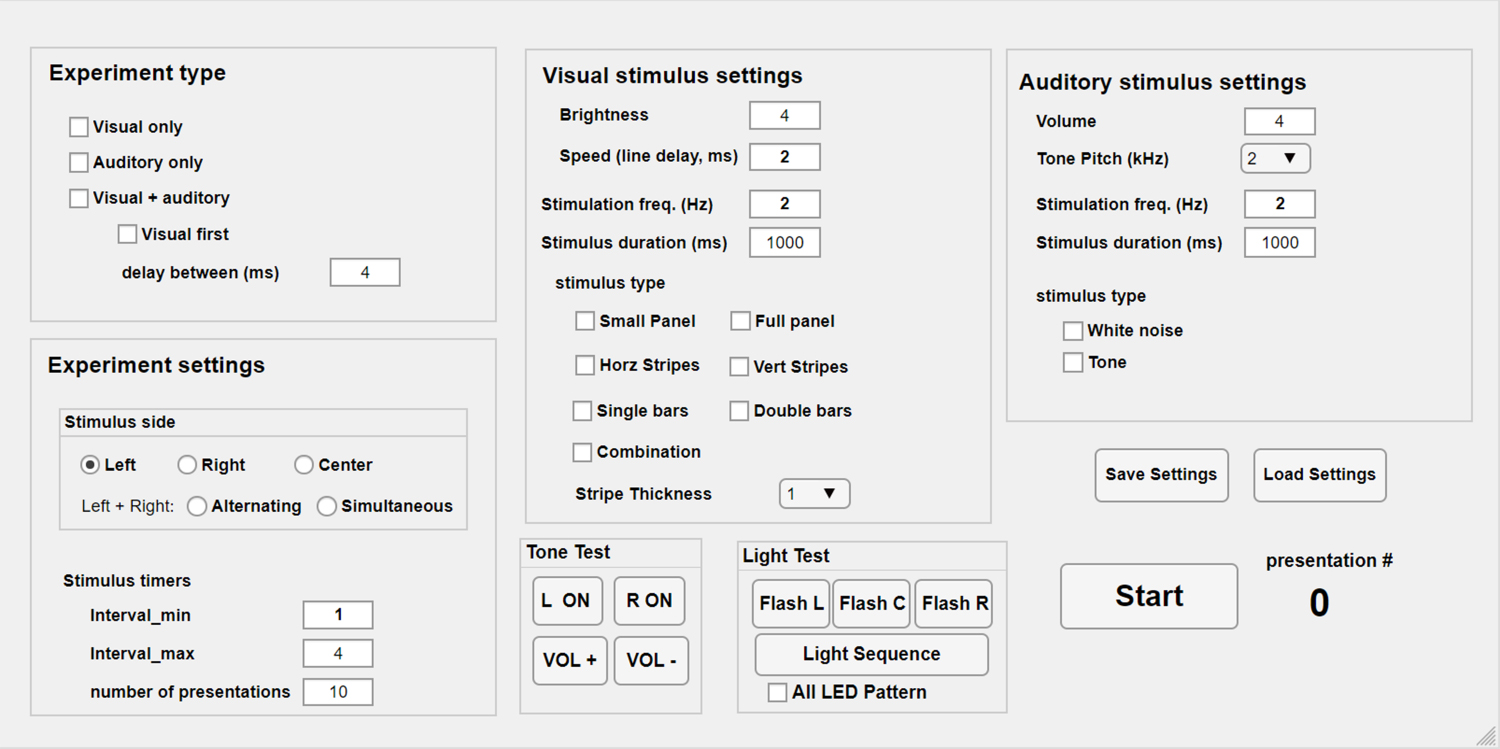 Experiment type
Visual only
Auditory only
Visual + auditory
Visual first
delay between (ms) 4
Experiment settings
Stimulus side
Left Right Center
Left + Right: Alternating Simultaneous
Stimulus timers
Interval_min 1
Interval_max 4
number of presentations 10
Visual stimulus settings
Brightness 4
Speed (line delay, ms) 2
Stimulation freq. (Hz) 2
Stimulus duration (ms) 1000
stimulus type
Small Panel Full panel
Horz Stripes Vert Stripes
Single bars Double bars
Combination
Stripe Thickness 1
Tone Test
L ON R ON
VOL + VOL -
Light Test
Flash L Flash C Flash R
Light Sequence
All LED Pattern
Auditory stimulus settings
Volume 4
Tone Pitch (kHz) 2
Stimulation freq. (Hz) 2
Stimulus duration (ms) 1000
stimulus type
White noise
Tone
Save Settings Load Settings
Start
presentation #
0